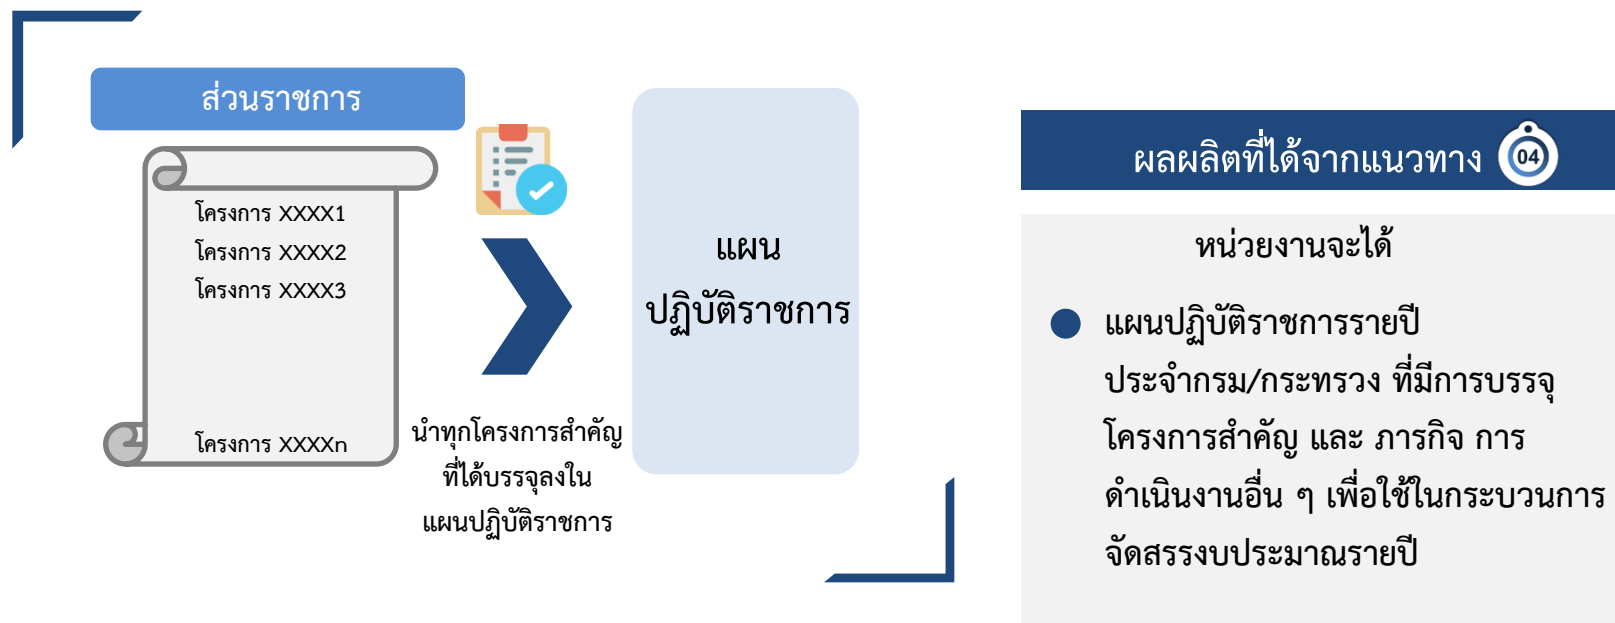 ส่วนราชการ
โครงการ XXXX1
โครงการ XXXX2
โครงการ XXXX3
โครงการ XXXXn
นำทุกโครงการสำคัญ
ที่ได้บรรจุลงใน
แผนปฏิบัติราชการ
แผน
ปฏิบัติราชการ
ผลผลิตที่ได้จากแนวทาง 04
หน่วยงานจะได้
แผนปฏิบัติราชการรายปี
ประจำกรม/กระทรวง ที่มีการบรรจุ
โครงการสำคัญ และ ภารกิจ การ
ดำเนินงานอื่น ๆ เพื่อใช้ในกระบวนการ
จัดสรรงบประมาณรายปี